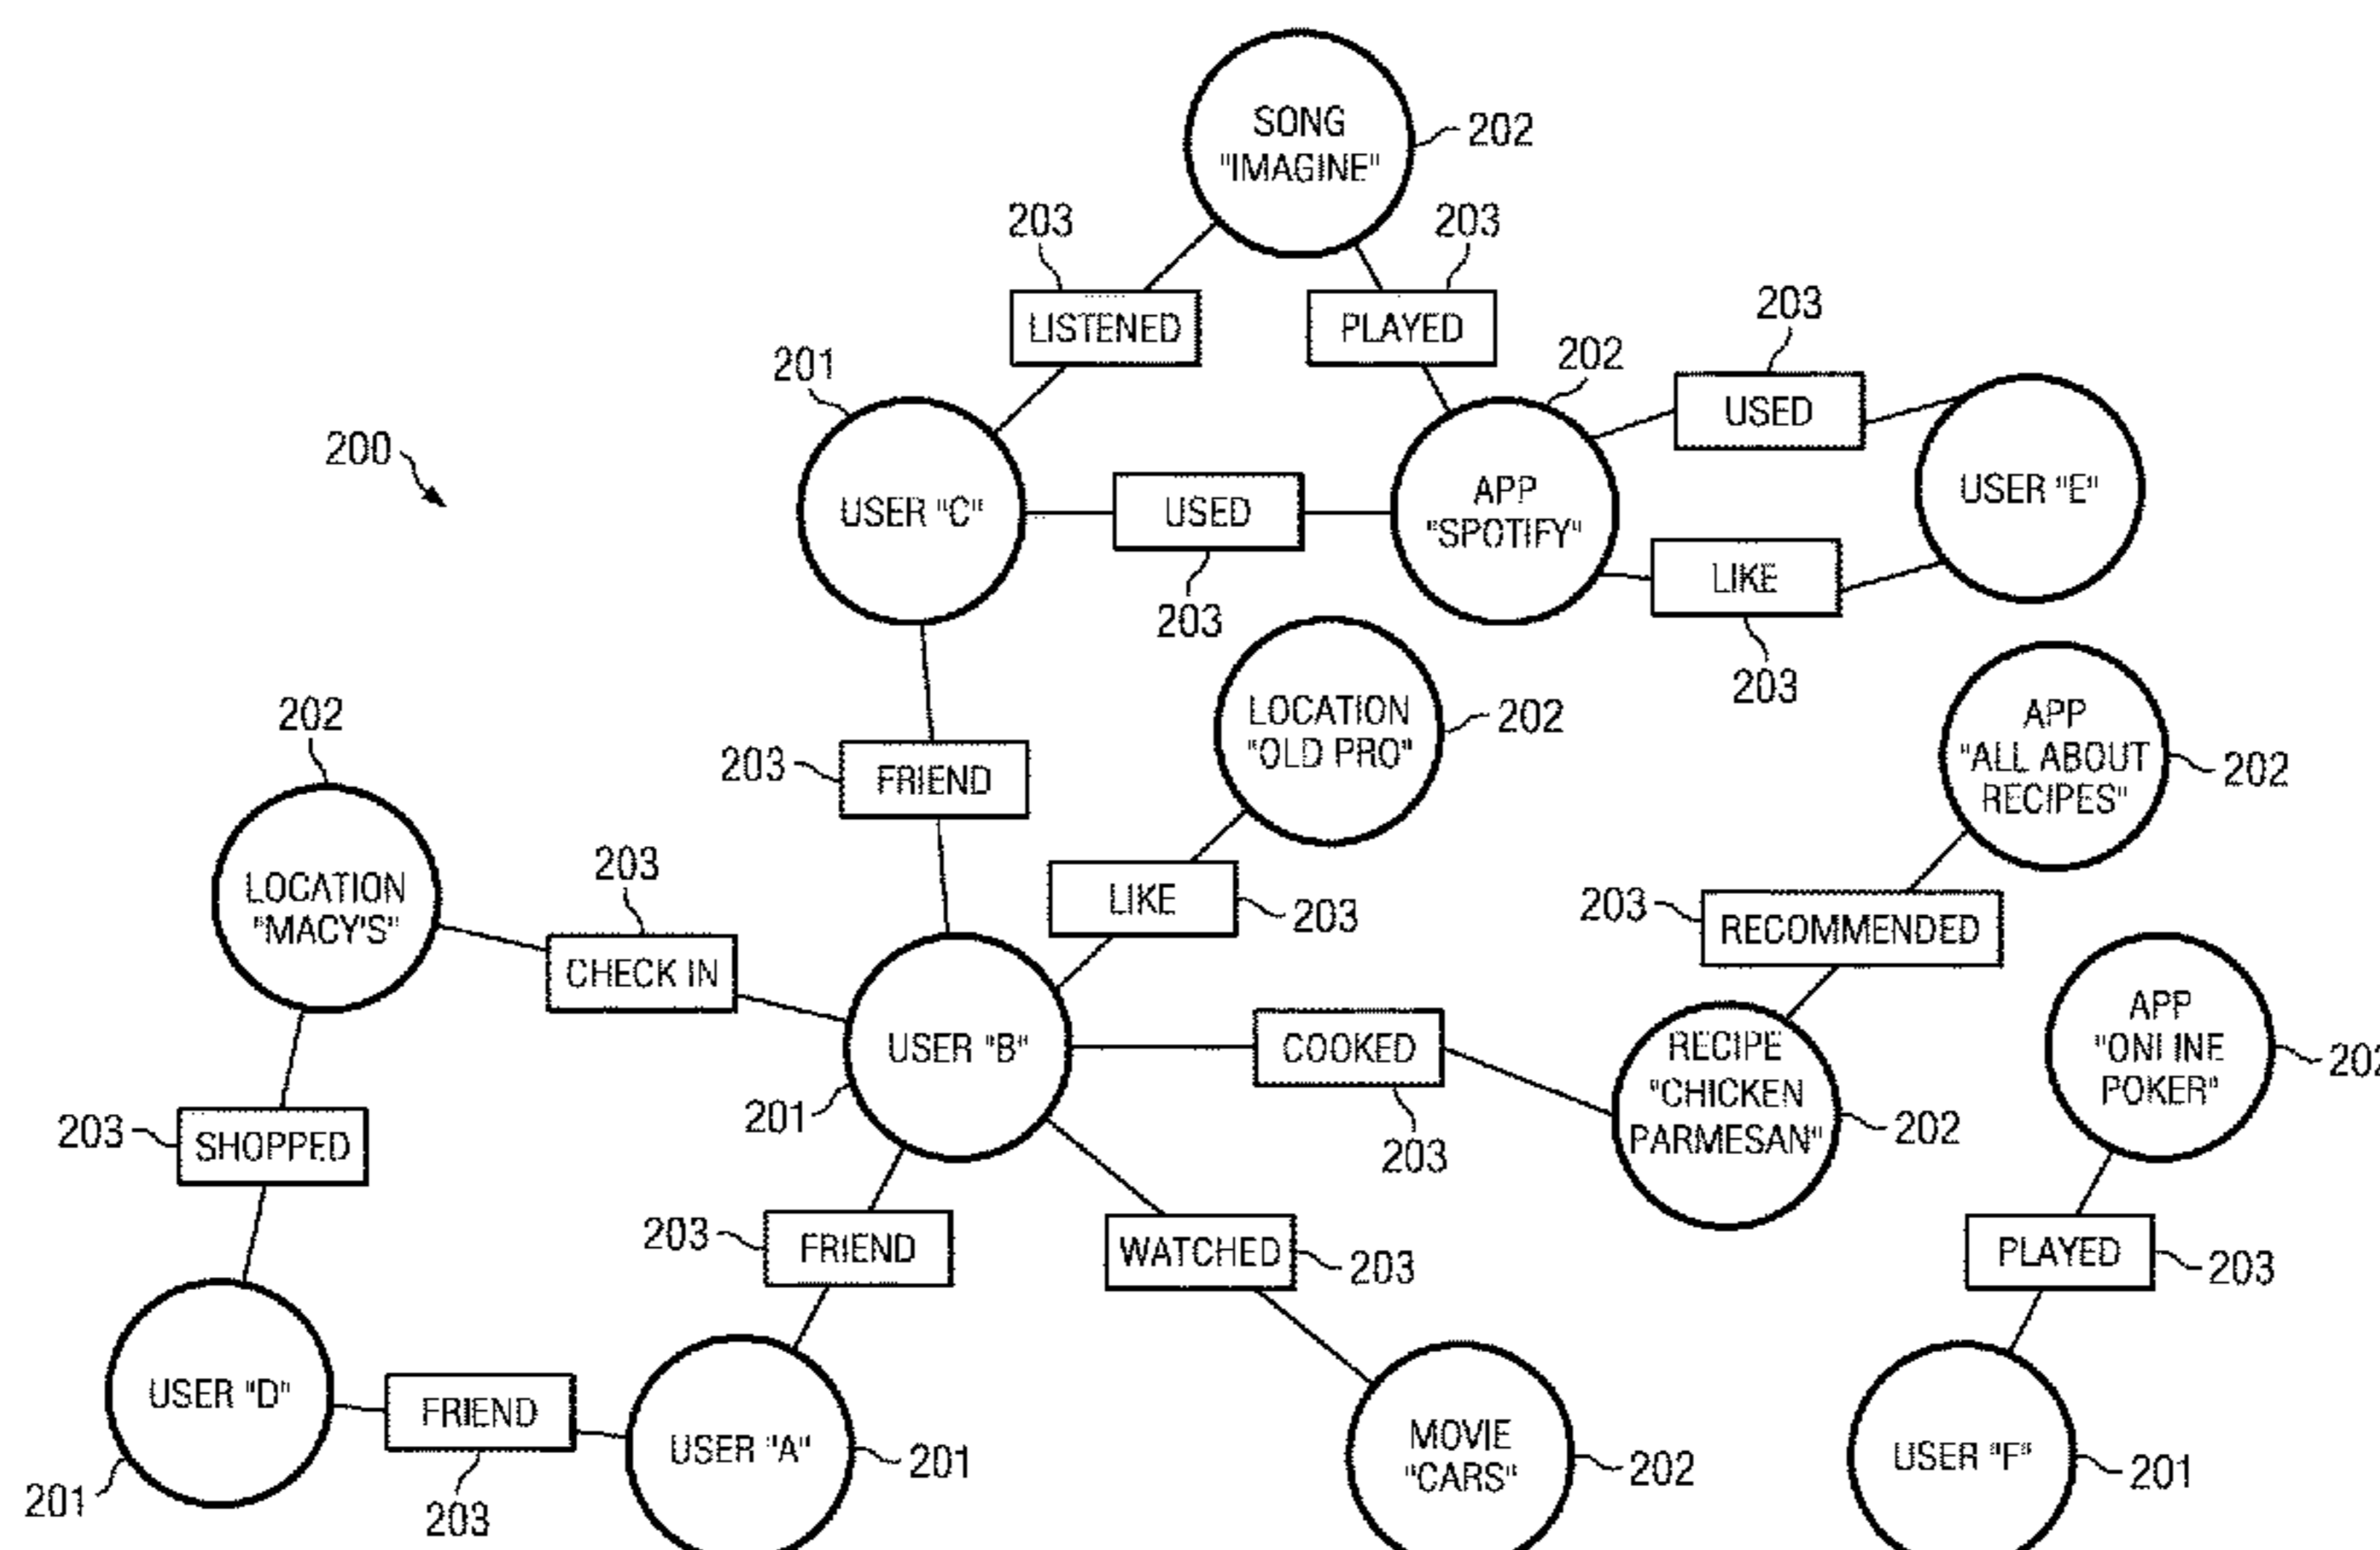 SONG
"IMAGINE"
202
203
203
LISTENED
PLAYED
203
202
201
USED
200
USER "C"
USED
APP
"SPOTIFY"
USER "E"
LIKE
203
203
202
LOCATION
"OLD PRO"
202
APP
"ALL ABOUT
RECIPES"
202
203
FRIEND
LOCATION
"MACY'S"
203
CHECK IN
LIKE
203
203
RECOMMENDED
USER "B"
201
COOKED
203
RECIPE
"CHICKEN
PARMESAN"
202
APP
"ONLINE
POKER"
203
SHOPPED
203
FRIEND
WATCHED
203
PLAYED
203
USER "D"
201
FRIEND
203
USER "A"
201
MOVIE
"CARS"
202
USER "F"
201